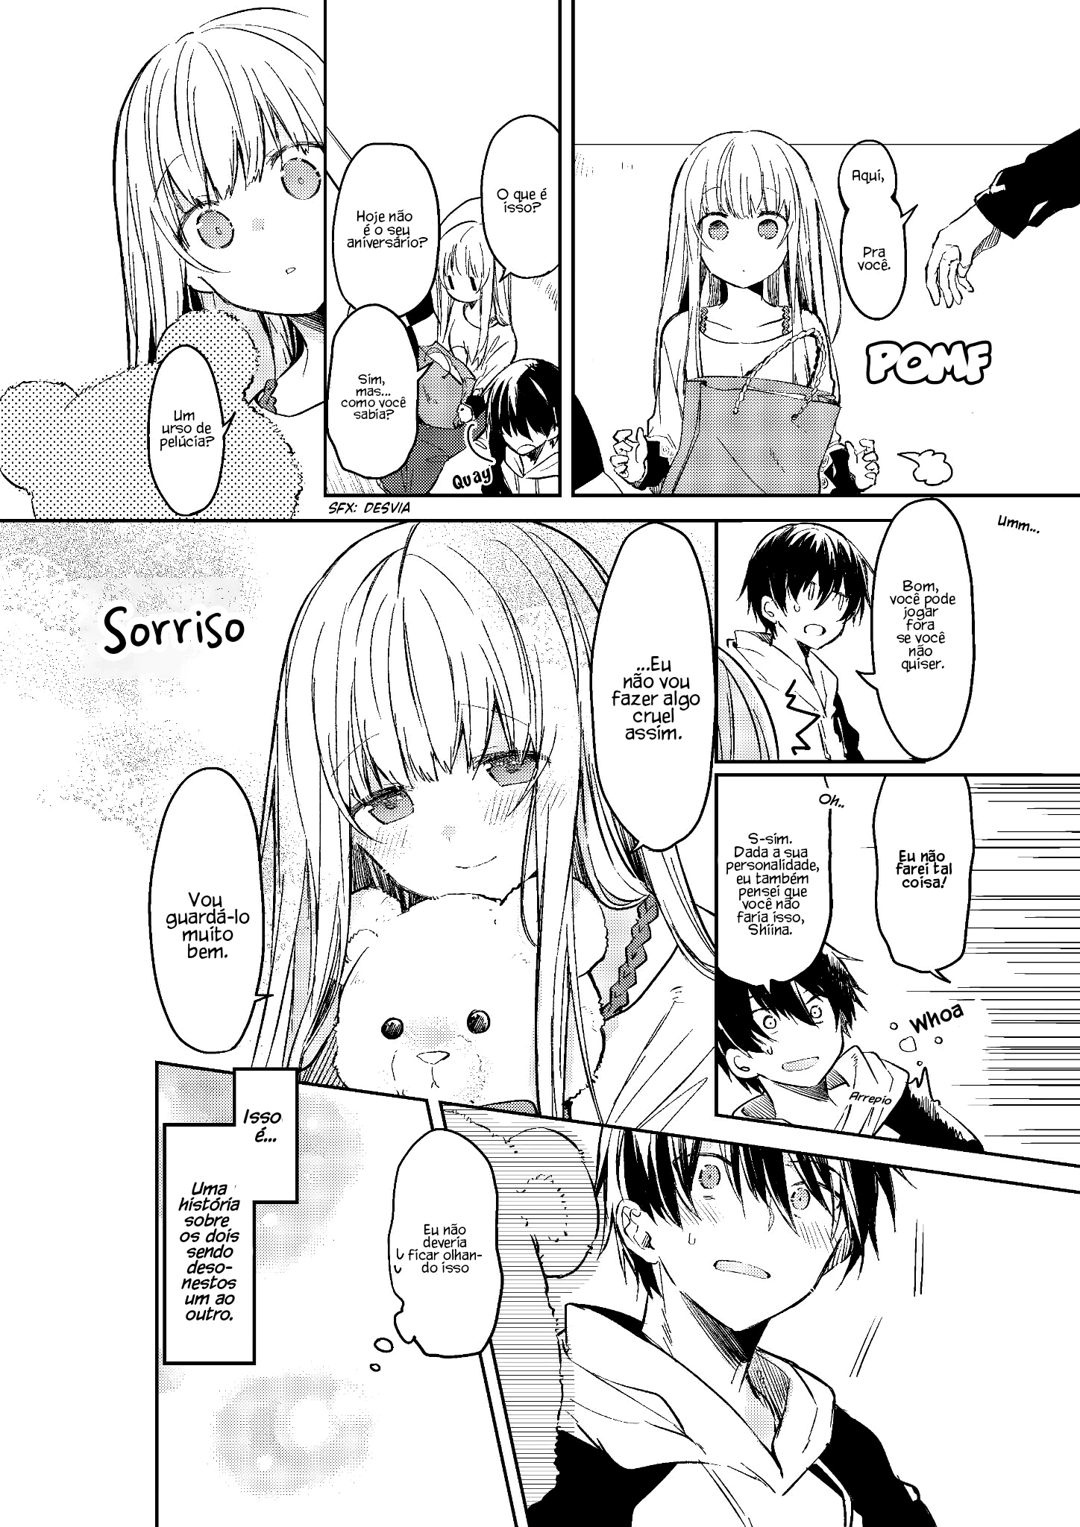 Aqui,
Pra
você.
POMF
O que é
isso?
Hoje não
é o seu
aniversário?
Sim,
mas...
como você
sabia?
Quay
SFX: DESVIA
Um
urso de
pelúcia?
Umm...
Bom,
você pode
jogar
fora
se você
não
quiser.
Eu não
farei tal
coisa!
Whoa
Oh..
S-sim.
Dada a sua
personalidade,
eu também
pensei que
você não
faria isso,
Shiina.
Arrepio
...Eu
não vou
fazer algo
cruel
assim.
Sorriso
Vou
guardá-lo
muito
bem.
Eu não
deveria
ficar olhan-
do isso
Isso
é...
Uma
história
sobre
os dois
sendo
deso-
nestos
um ao
outro.